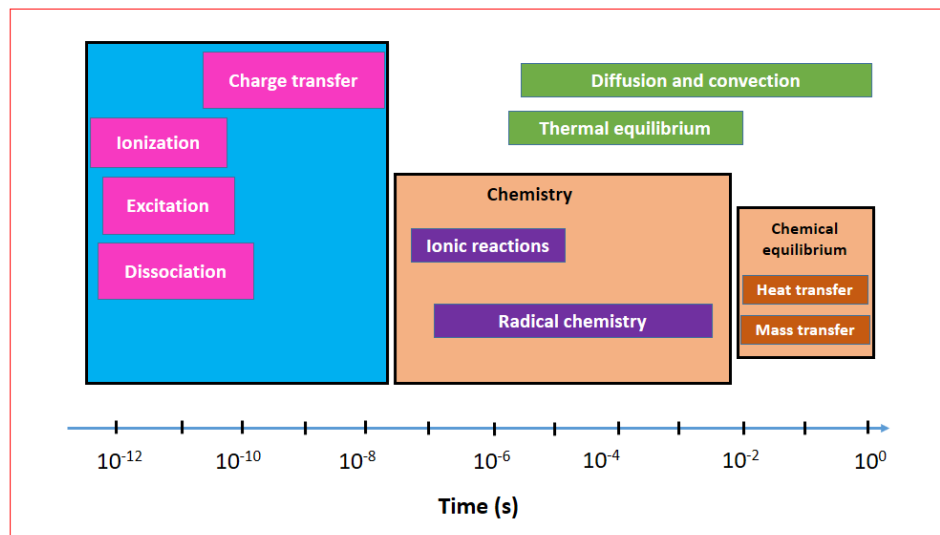 Charge transfer
Diffusion and convection
Thermal equilibrium
Ionization
Excitation
Dissociation
Chemistry
Ionic reactions
Radical chemistry
Chemical
equilibrium
Heat transfer
Mass transfer
10⁻¹² 10⁻¹⁰ 10⁻⁸ 10⁻⁶ 10⁻⁴ 10⁻² 10⁰
Time (s)